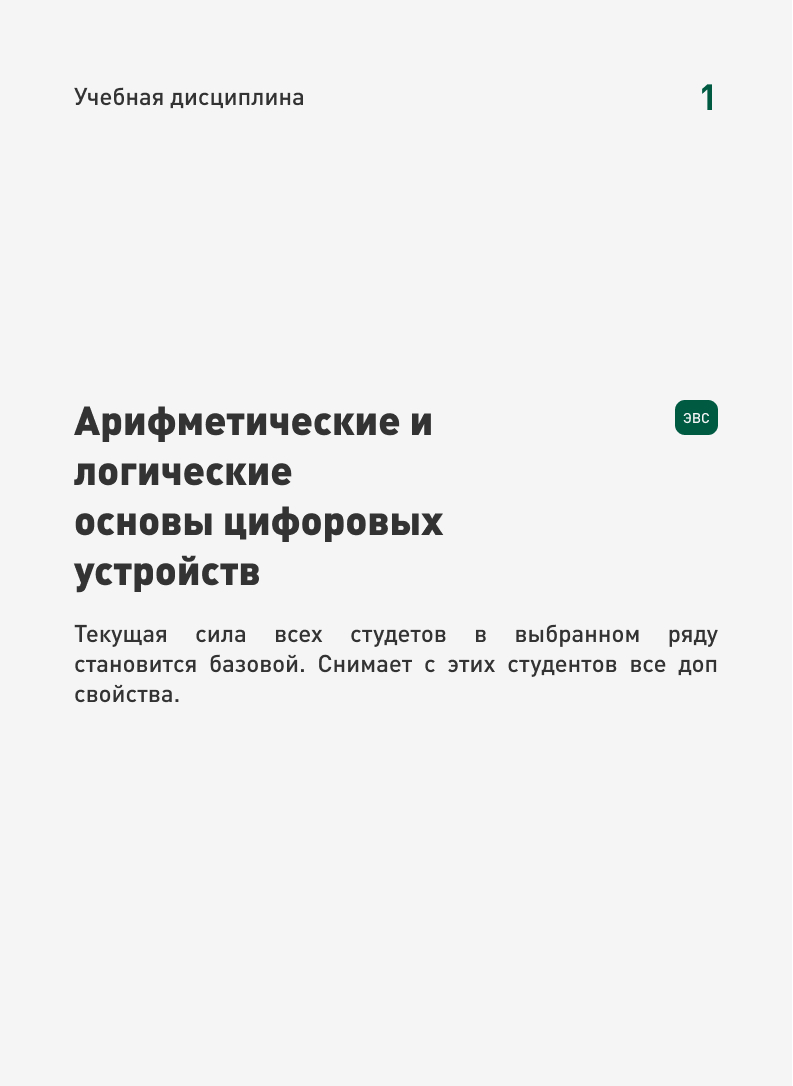 Учебная дисциплина
1
Арифметические и
логические
основы цифоровых
устройств
ЭВС
Текущая сила всех студетов в выбранном ряду
становится базовой. Снимает с этих студентов все доп
свойства.